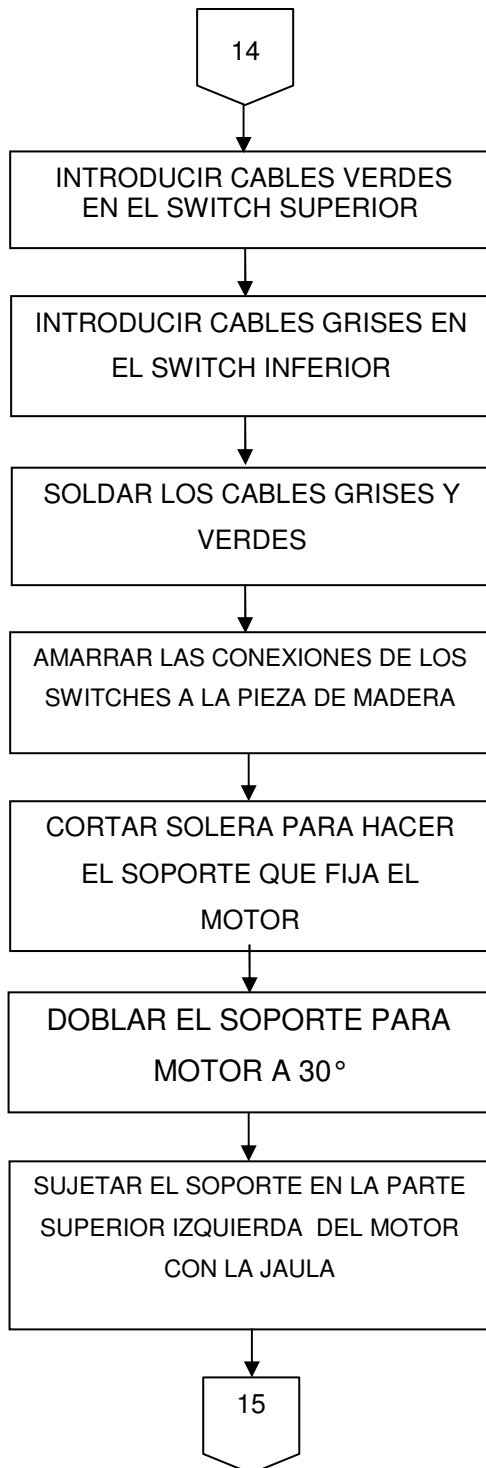 14
INTRODUCIR CABLES VERDES
EN EL SWITCH SUPERIOR
INTRODUCIR CABLES GRISES EN
EL SWITCH INFERIOR
SOLDAR LOS CABLES GRISES Y
VERDES
AMARRAR LAS CONEXIONES DE LOS
SWITCHES A LA PIEZA DE MADERA
CORTAR SOLERA PARA HACER
EL SOPORTE QUE FIJA EL
MOTOR
DOBLAR EL SOPORTE PARA
MOTOR A 30°
SUJETAR EL SOPORTE EN LA PARTE
SUPERIOR IZQUIERDA DEL MOTOR
CON LA JAULA
15